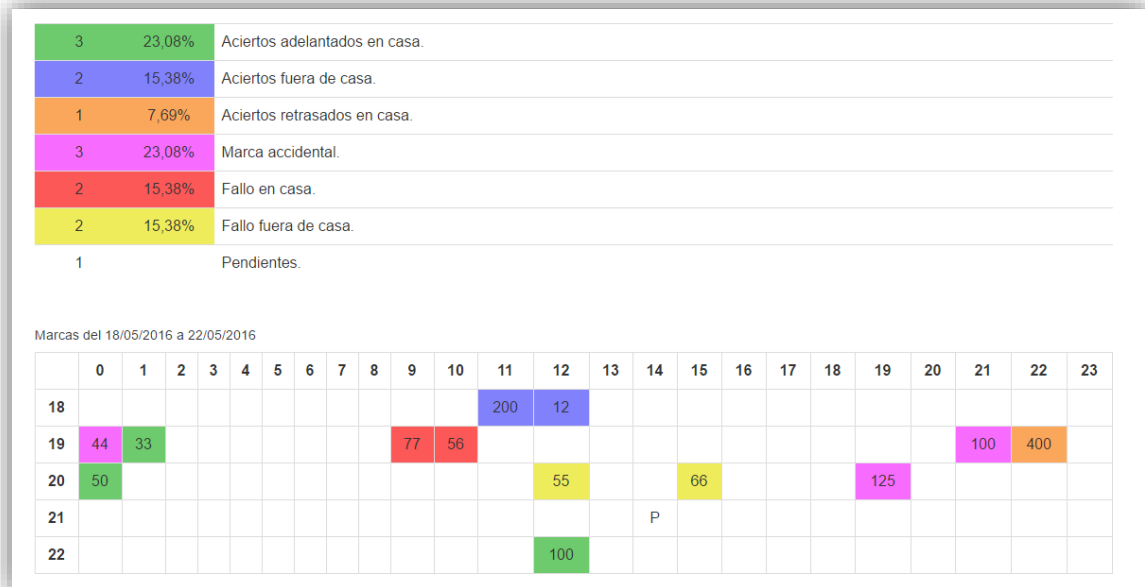 3 23,08% Aciertos adelantados en casa.
2 15,38% Aciertos fuera de casa.
1 7,69% Aciertos retrasados en casa.
3 23,08% Marca accidental.
2 15,38% Fallo en casa.
2 15,38% Fallo fuera de casa.
1 Pendientes.
Marcas del 18/05/2016 a 22/05/2016
0 1 2 3 4 5 6 7 8 9 10 11 12 13 14 15 16 17 18 19 20 21 22 23
18 200 12
19 44 33 77 56 100 400
20 50 55 66 125
21 P
22 100